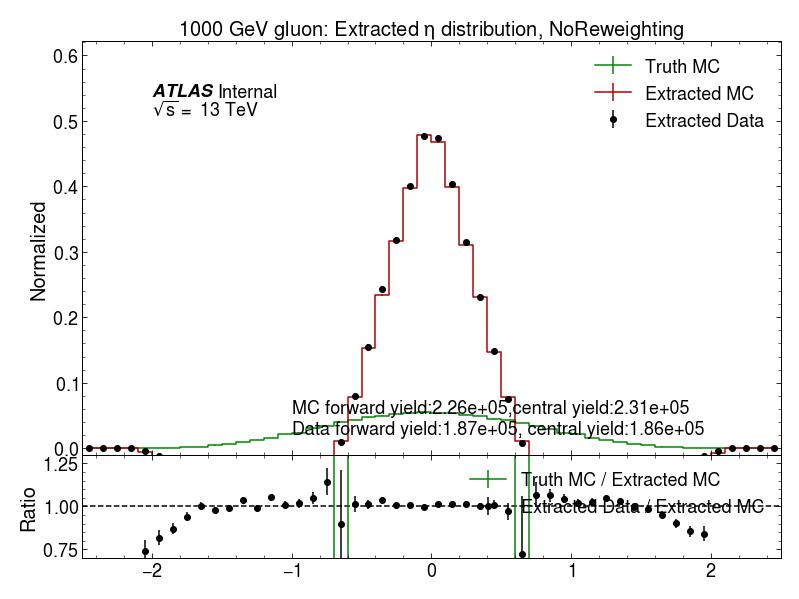 1000 GeV gluon: Extracted η distribution, NoReweighting
0.6
ATLAS Internal
√s = 13 TeV
Truth MC
Extracted MC
Extracted Data
0.5
0.4
Normalized
0.3
0.2
0.1
MC forward yield:2.26e+05,central yield:2.31e+05
Data forward yield:1.87e+05, central yield:1.86e+05
0.0
1.25
Truth MC / Extracted MC
Ratio
1.00
Extracted Data / Extracted MC
0.75
−2 −1 0 1 2